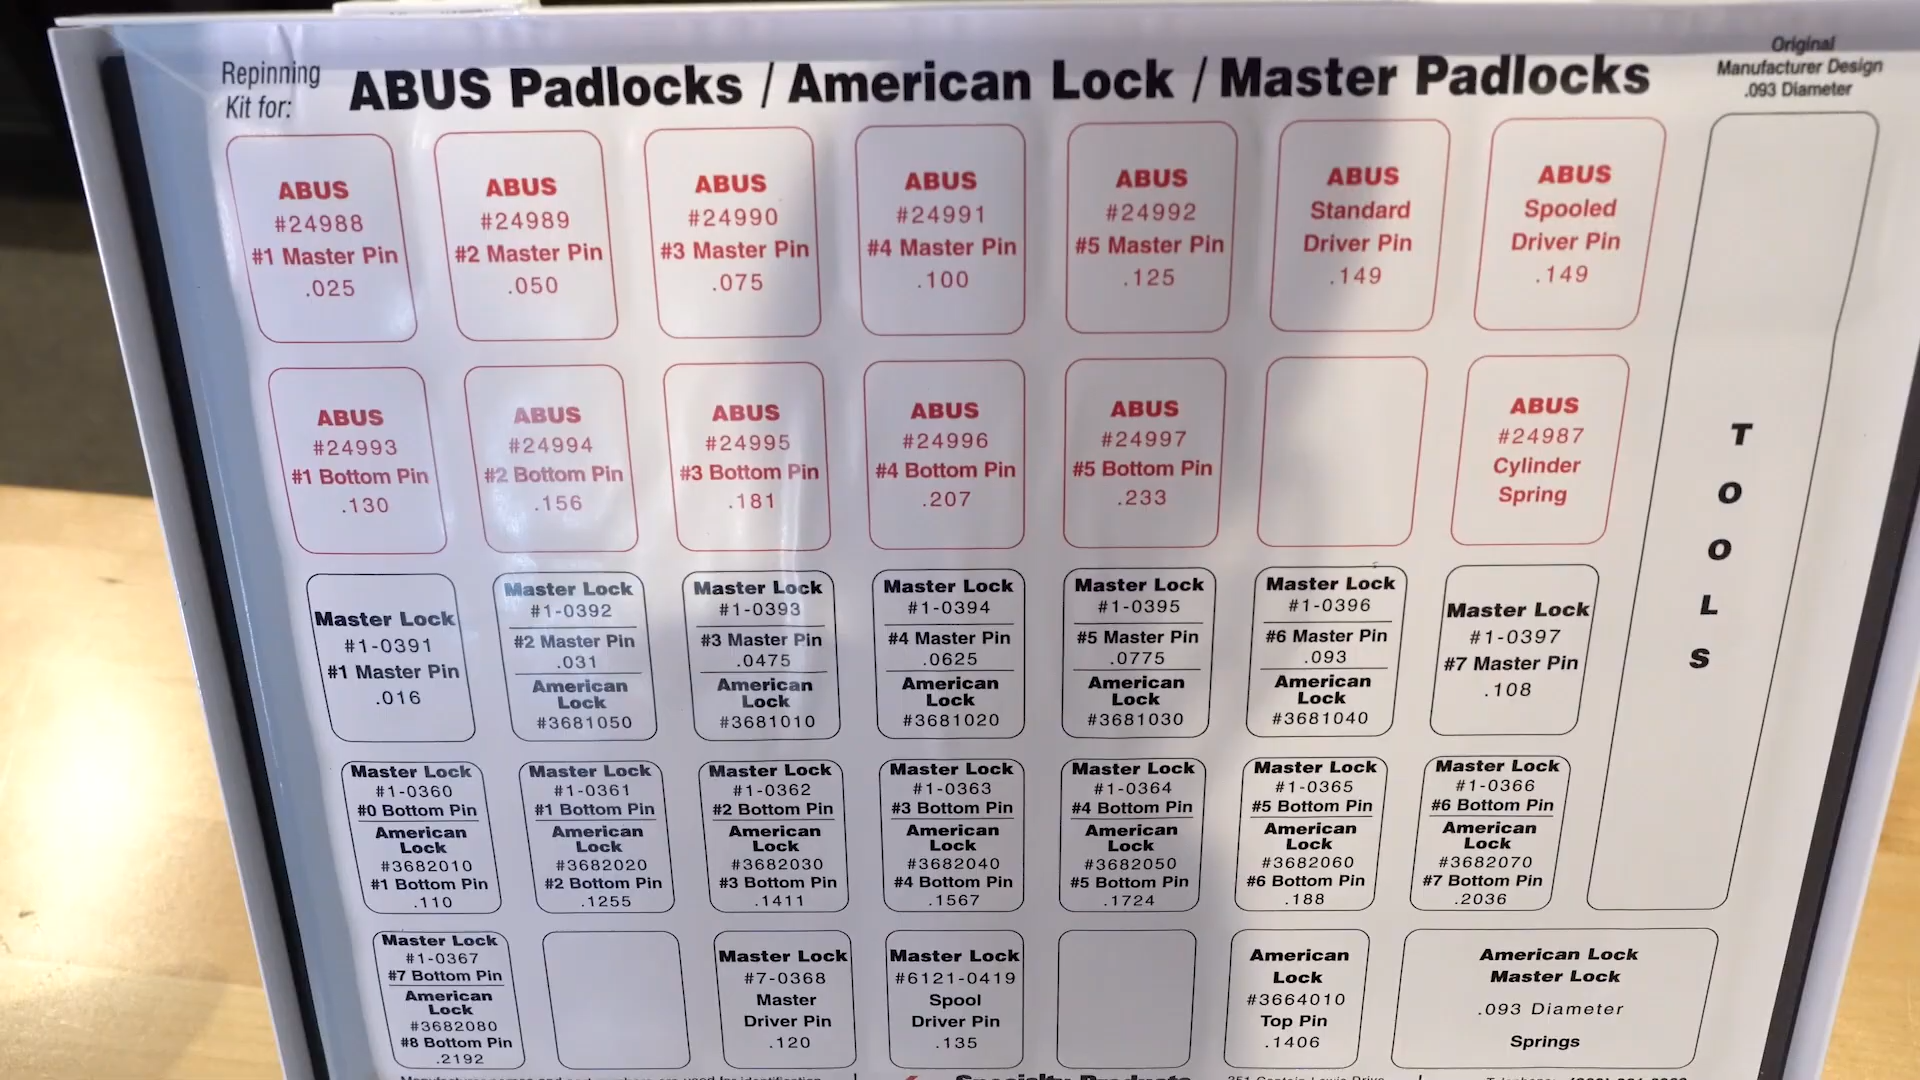 Repinning
Kit for:
ABUS Padlocks / American Lock / Master Padlocks
Original
Manufacturer Design
.093 Diameter
ABUS
#24988
#1 Master Pin
.025
ABUS
#24989
#2 Master Pin
.050
ABUS
#24990
#3 Master Pin
.075
ABUS
#24991
#4 Master Pin
.100
ABUS
#24992
#5 Master Pin
.125
ABUS
Standard
Driver Pin
.149
ABUS
Spooled
Driver Pin
.149
ABUS
#24993
#1 Bottom Pin
.130
ABUS
#24994
#2 Bottom Pin
.156
ABUS
#24995
#3 Bottom Pin
.181
ABUS
#24996
#4 Bottom Pin
.207
ABUS
#24997
#5 Bottom Pin
.233
ABUS
#24987
Cylinder
Spring
T
O
O
L
S
Master Lock
#1-0391
#1 Master Pin
.016
Master Lock
#1-0392
#2 Master Pin
.031
American
Lock
#3681050
Master Lock
#1-0393
#3 Master Pin
.0475
American
Lock
#3681010
Master Lock
#1-0394
#4 Master Pin
.0625
American
Lock
#3681020
Master Lock
#1-0395
#5 Master Pin
.0775
American
Lock
#3681030
Master Lock
#1-0396
#6 Master Pin
.093
American
Lock
#3681040
Master Lock
#1-0397
#7 Master Pin
.108
Master Lock
#1-0360
#0 Bottom Pin
American
Lock
#3682010
#1 Bottom Pin
.110
Master Lock
#1-0361
#1 Bottom Pin
American
Lock
#3682020
#2 Bottom Pin
.1255
Master Lock
#1-0362
#2 Bottom Pin
American
Lock
#3682030
#3 Bottom Pin
.1411
Master Lock
#1-0363
#3 Bottom Pin
American
Lock
#3682040
#4 Bottom Pin
.1567
Master Lock
#1-0364
#4 Bottom Pin
American
Lock
#3682050
#5 Bottom Pin
.1724
Master Lock
#1-0365
#5 Bottom Pin
American
Lock
#3682060
#6 Bottom Pin
.188
Master Lock
#1-0366
#6 Bottom Pin
American
Lock
#3682070
#7 Bottom Pin
.2036
Master Lock
#1-0367
#7 Bottom Pin
American
Lock
#3682080
#8 Bottom Pin
.2192
Master Lock
#7-0368
Master
Driver Pin
.120
Master Lock
#6121-0419
Spool
Driver Pin
.135
American
Lock
#3664010
Top Pin
.1406
American Lock
Master Lock
.093 Diameter
Springs
Specialty Products